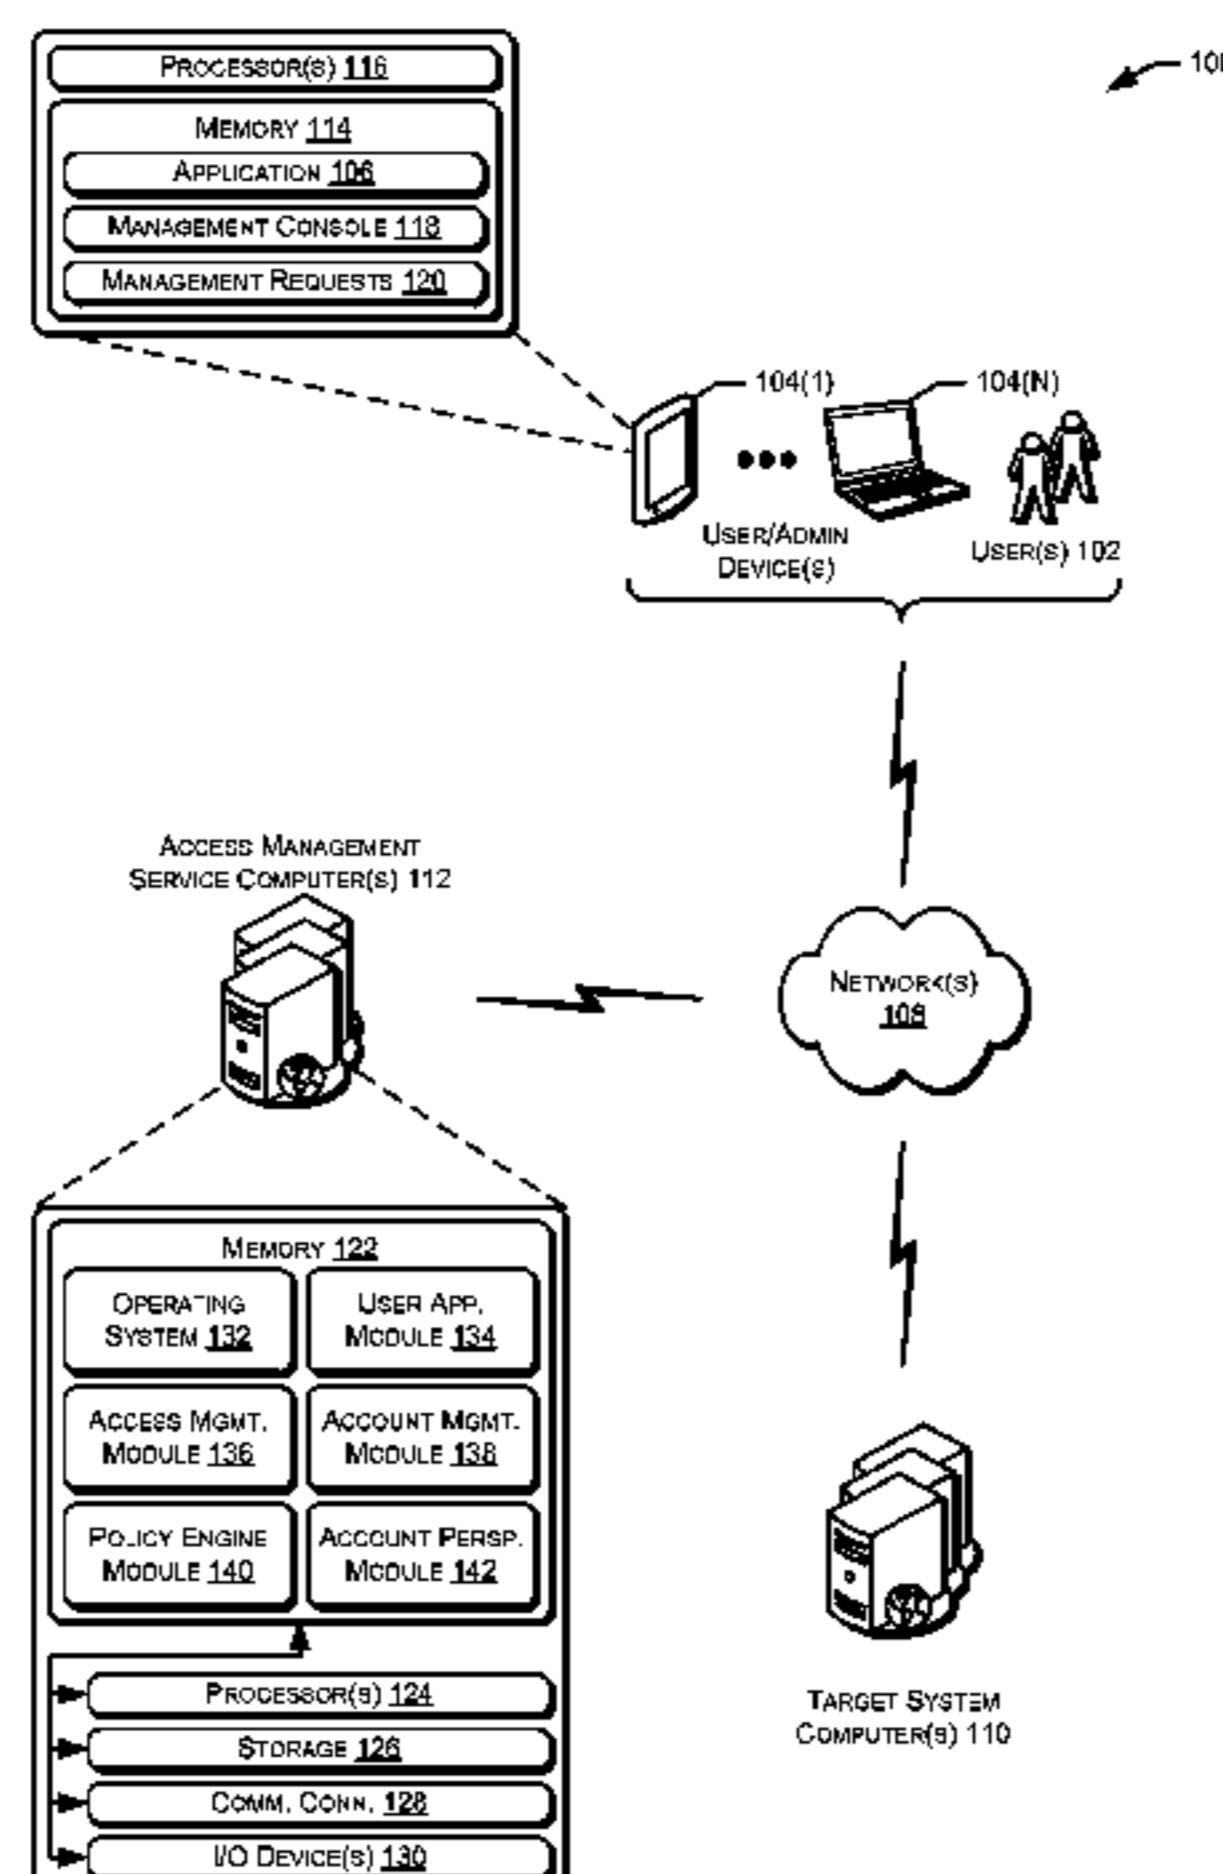 PROCESSOR(S) 116
MEMORY 114
APPLICATION 106
MANAGEMENT CONSOLE 118
MANAGEMENT REQUESTS 120
104(1)
104(N)
USER/ADMIN
DEVICE(S)
USER(S) 102
ACCESS MANAGEMENT
SERVICE COMPUTER(S) 112
NETWORK(S)
108
MEMORY 122
OPERATING
SYSTEM 132
USER APP.
MODULE 134
ACCESS MGMT.
MODULE 136
ACCOUNT MGMT.
MODULE 138
POLICY ENGINE
MODULE 140
ACCOUNT PERSP.
MODULE 142
PROCESSOR(S) 124
STORAGE 126
COMM. CONN. 128
I/O DEVICE(S) 130
TARGET SYSTEM
COMPUTER(S) 110